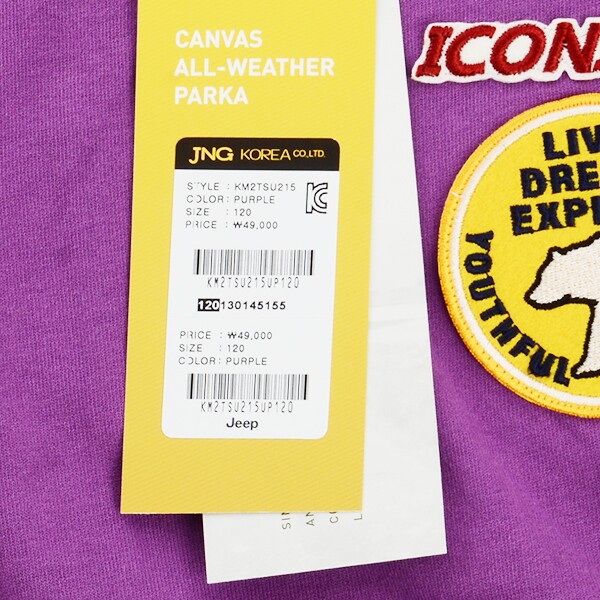 CANVAS
ALL-WEATHER
PARKA
JNG KOREA CO.,LTD.
STYLE : KM2TSU215
COLOR : PURPLE
SIZE : 120
PRICE : ₩49,000
KM2TSU215UP120
120130145155
PRICE : ₩49,000
SIZE : 120
COLOR : PURPLE
KM2TSU215UP120
Jeep
YOUTHFUL